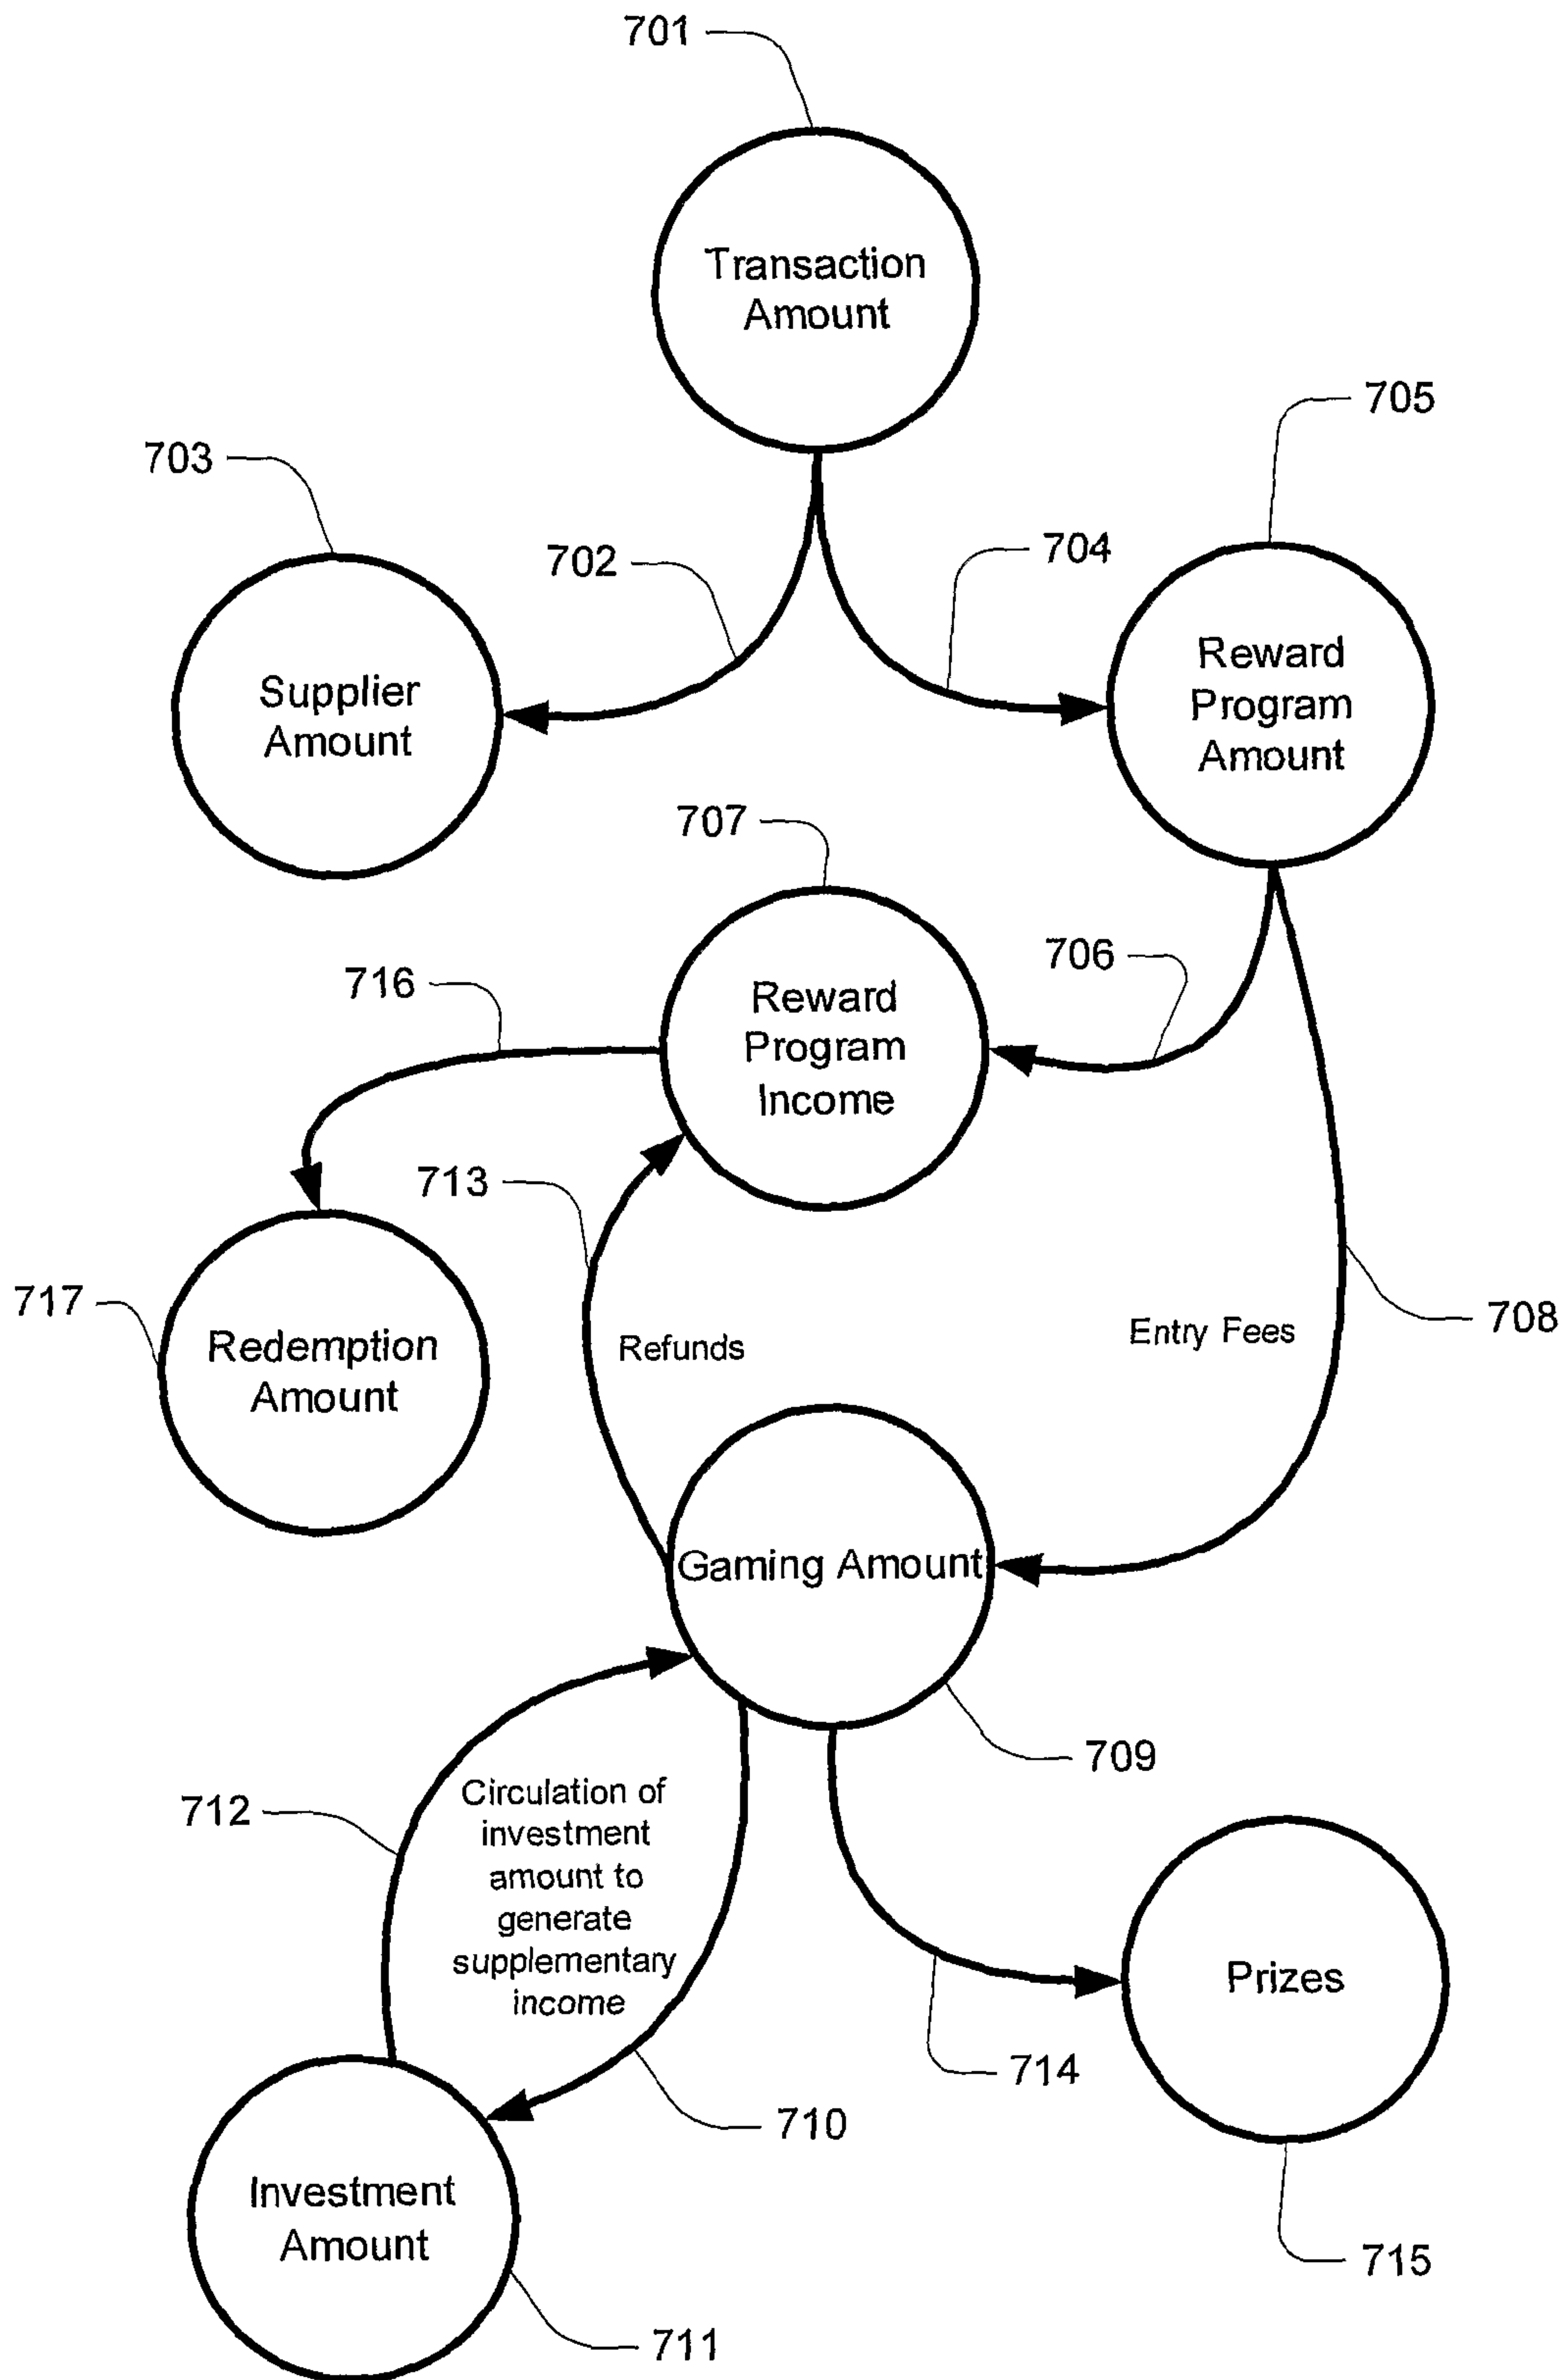 701
Transaction
Amount
705
703
702
704
Reward
Program
Amount
Supplier
Amount
707
706
716
Reward
Program
Income
713
717
Redemption
Amount
Refunds
Entry Fees
708
Gaming Amount
709
712
Circulation of
investment
amount to
generate
supplementary
income
Prizes
714
710
Investment
Amount
715
711